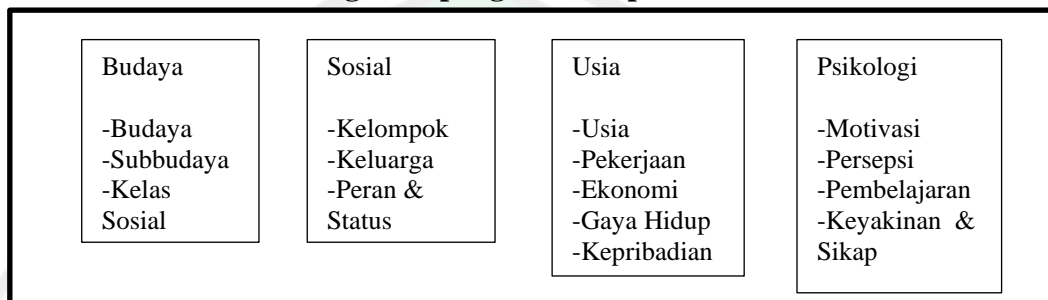 Budaya
-Budaya
-Subbudaya
-Kelas
Sosial
Sosial
-Kelompok
-Keluarga
-Peran &
Status
Usia
-Usia
-Pekerjaan
-Ekonomi
-Gaya Hidup
-Kepribadian
Psikologi
-Motivasi
-Persepsi
-Pembelajaran
-Keyakinan &
Sikap